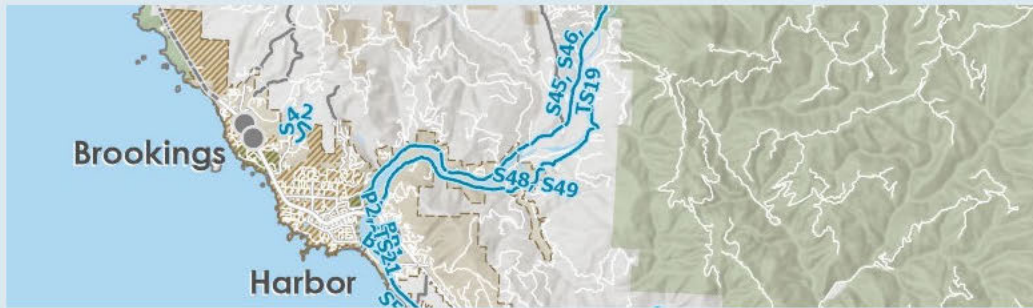 S45, S46,
TS19
S42
Brookings
S48, S49
P2,
TS21
Harbor